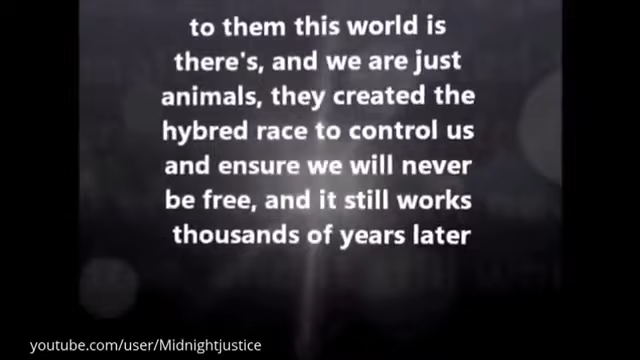 to them this world is
there's, and we are just
animals, they created the
hybred race to control us
and ensure we will never
be free, and it still works
thousands of years later
youtube.com/user/Midnightjustice